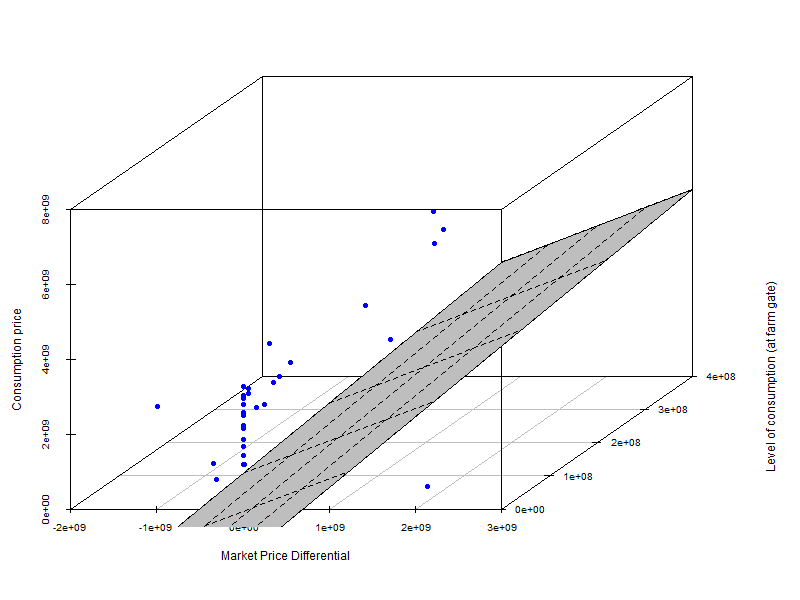 8e+09
6e+09
4e+09
2e+09
0e+00
Consumption price
-2e+09
-1e+09
0e+00
1e+09
2e+09
3e+09
Market Price Differential
0e+00
1e+08
2e+08
3e+08
4e+08
Level of consumption (at farm gate)